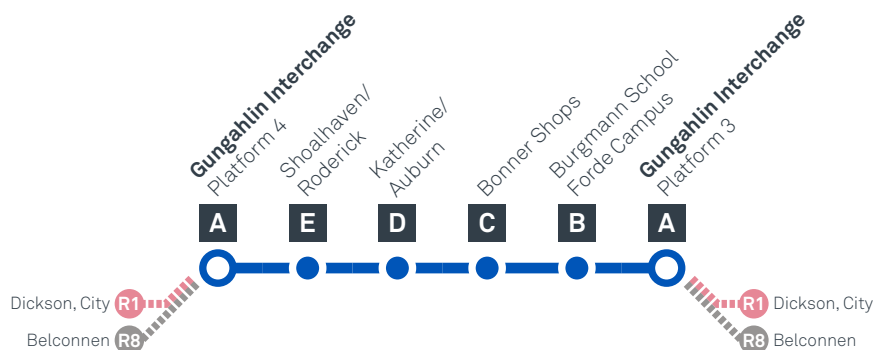 Gungahlin Interchange
Platform 4
Shoalhaven/
Roderick
Katherine/
Auburn
Bonner Shops
Burgmann School
Forde Campus
Gungahlin Interchange
Platform 3
A
E
D
C
B
A
Dickson, City R1
R1 Dickson, City
Belconnen R8
R8 Belconnen